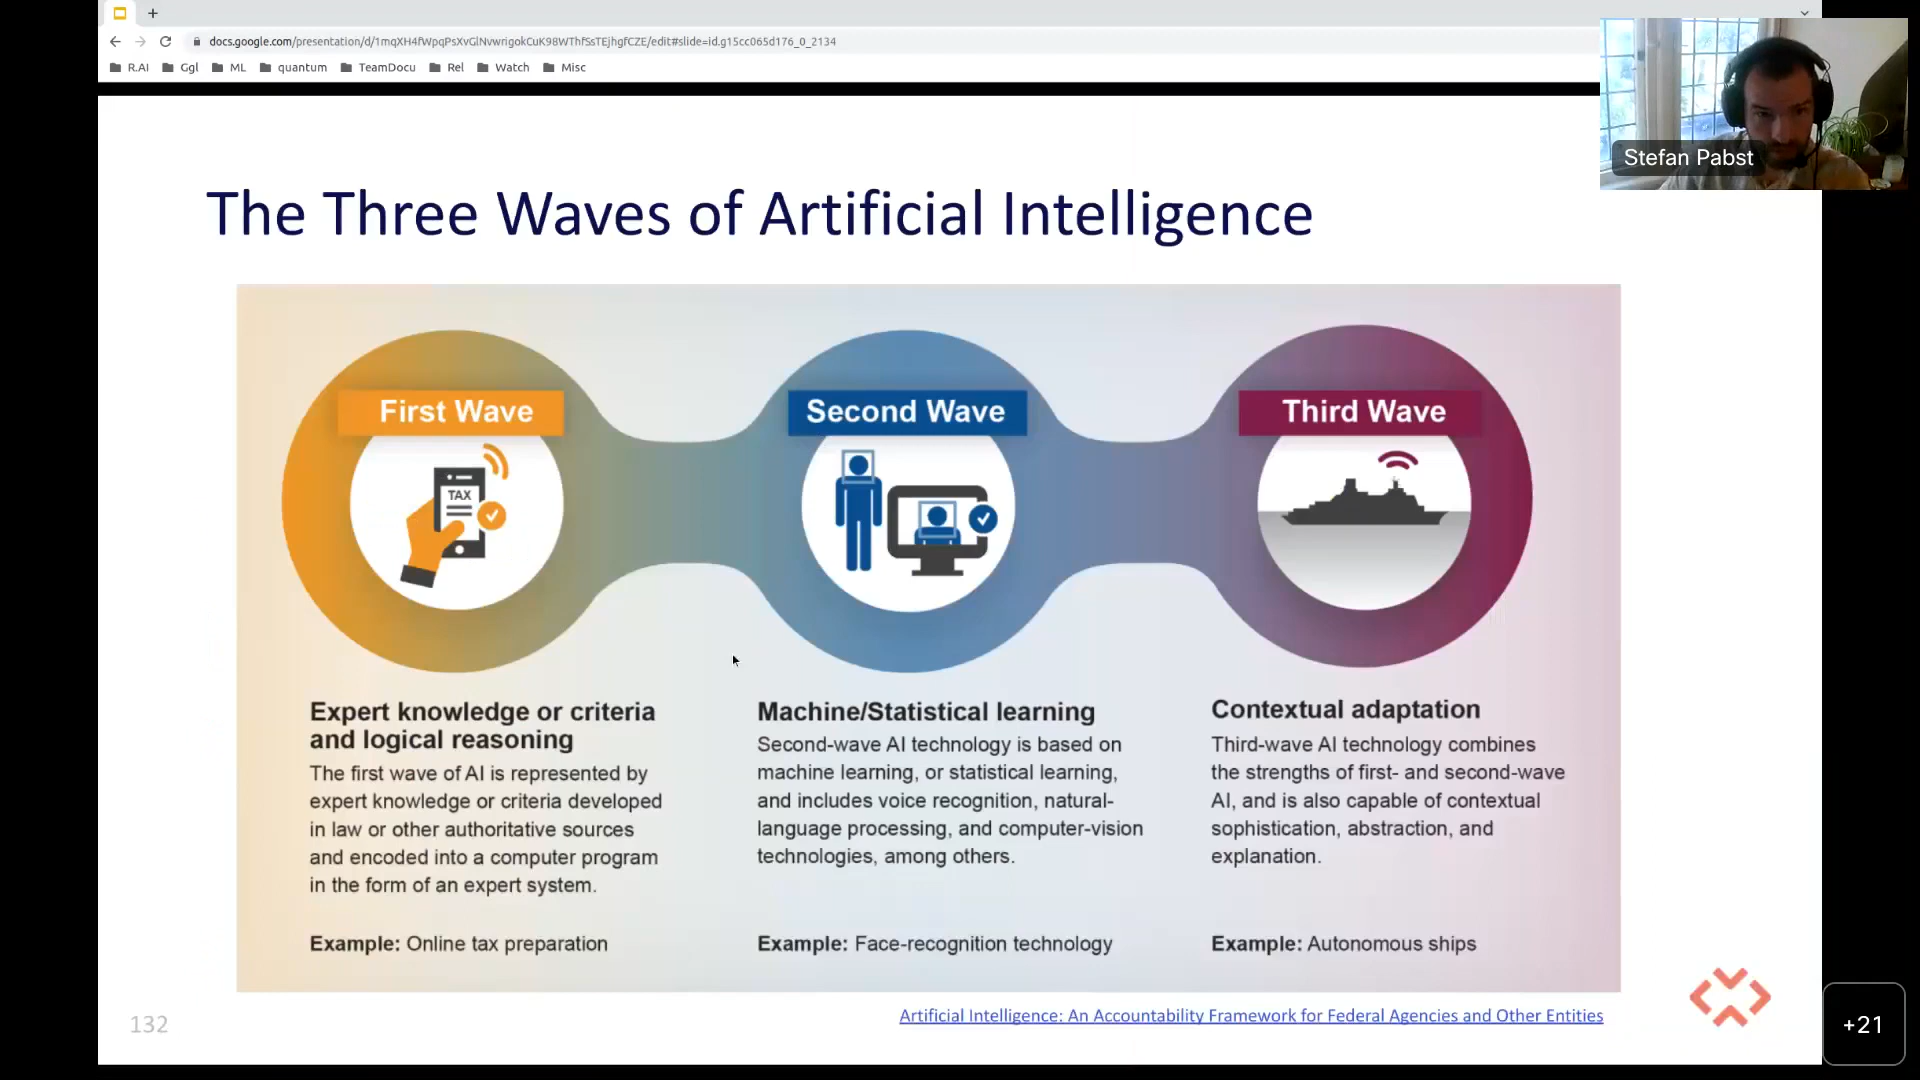 docs.google.com/presentation/d/1mqXH4fWpqPsXvGlNvwrigokCuK98WThfSsTEjhgfCZE/edit#slide=id.g15cc065d176_0_2134
R.AI Ggl ML quantum TeamDocu Rel Watch Misc
Stefan Pabst
The Three Waves of Artificial Intelligence
First Wave
TAX
Expert knowledge or criteria
and logical reasoning
The first wave of AI is represented by
expert knowledge or criteria developed
in law or other authoritative sources
and encoded into a computer program
in the form of an expert system.
Example: Online tax preparation
Second Wave
Machine/Statistical learning
Second-wave AI technology is based on
machine learning, or statistical learning,
and includes voice recognition, natural-
language processing, and computer-vision
technologies, among others.
Example: Face-recognition technology
Third Wave
Contextual adaptation
Third-wave AI technology combines
the strengths of first- and second-wave
AI, and is also capable of contextual
sophistication, abstraction, and
explanation.
Example: Autonomous ships
Artificial Intelligence: An Accountability Framework for Federal Agencies and Other Entities
132
+21